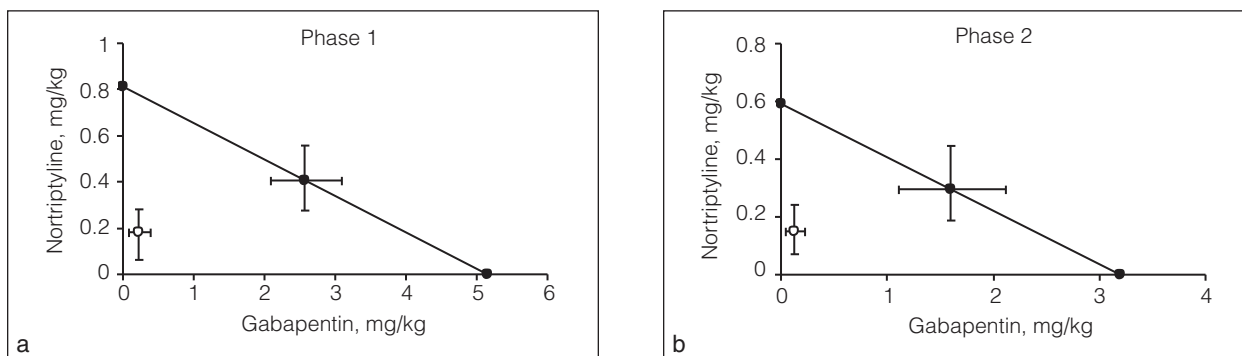 Phase 1
Nortriptyline, mg/kg
1
0.8
0.6
0.4
0.2
0
0 1 2 3 4 5 6
Gabapentin, mg/kg
a
Phase 2
Nortriptyline, mg/kg
0.8
0.6
0.4
0.2
0
0 1 2 3 4
Gabapentin, mg/kg
b